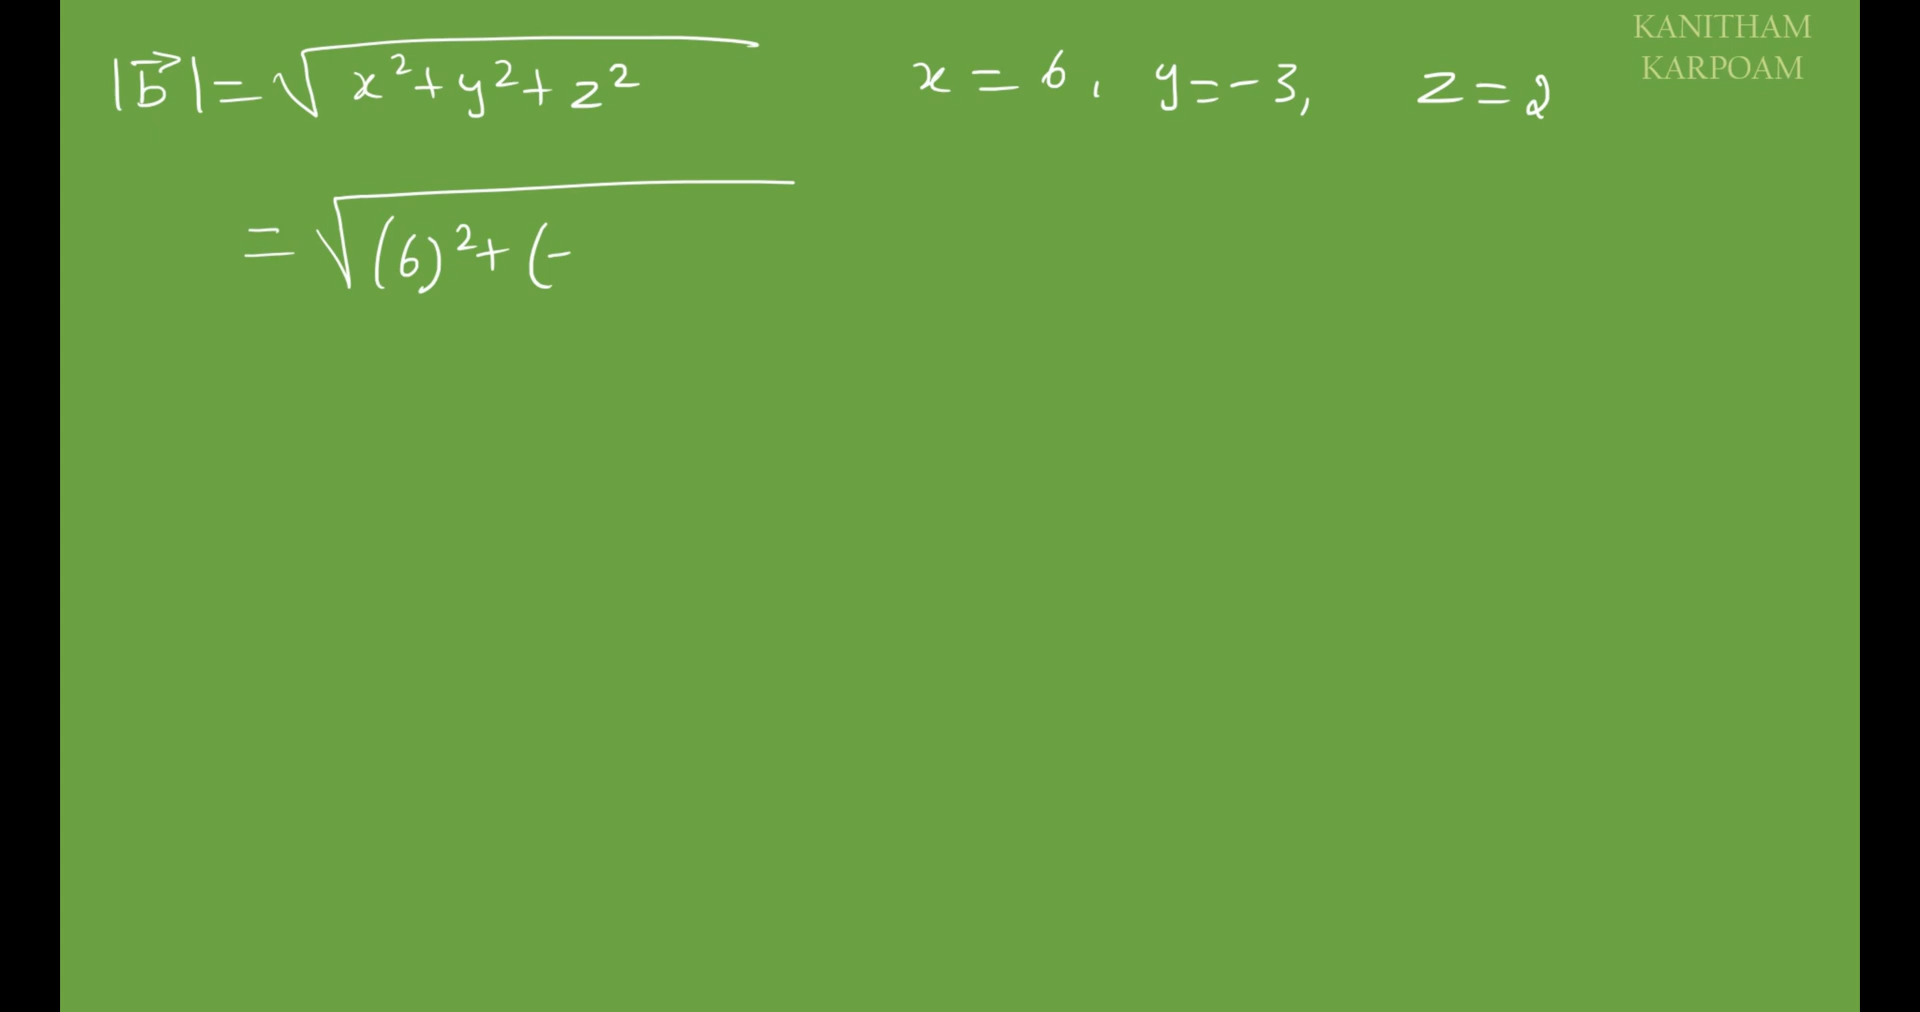 |b⃗| = √(x² + y² + z²) x = 6, y = -3, z = 2
KANITHAM
KARPOAM
= √(6)² + (-